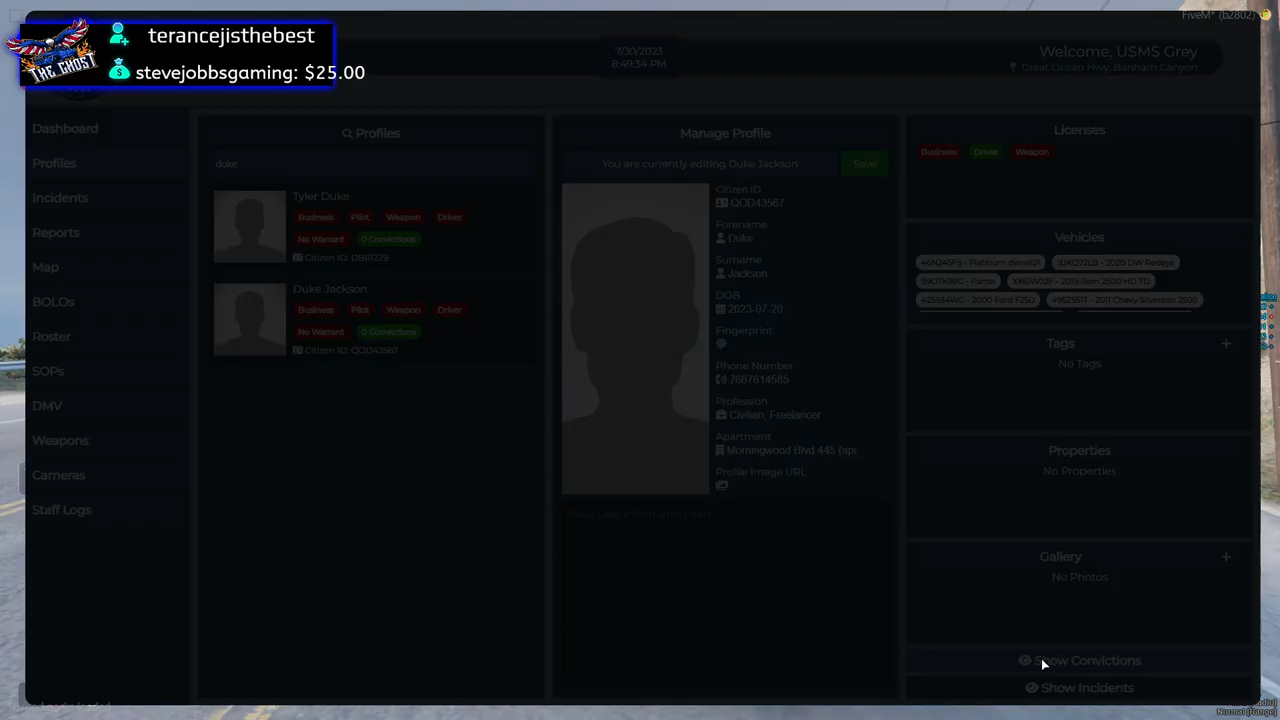 FiveM* (b2802)
terancejisthebest
THE GHOST
stevejobbsgaming: $25.00
7/30/2023
8:49:34 PM
Welcome, USMS Grey
Great Ocean Hwy, Banham Canyon
Dashboard
Profiles
Incidents
Reports
Map
BOLOs
Roster
SOPs
DMV
Weapons
Cameras
Staff Logs
Profiles
duke
Tyler Duke
Business Pilot Weapon Driver
No Warrant 0 Convictions
Duke Jackson
Business Pilot Weapon Driver
No Warrant 0 Convictions
Citizen ID: QOD43567
Manage Profile
You are currently editing Duke Jackson Save
Citizen ID
QOD43567
Forename
Duke
Surname
Jackson
DOB
2023-07-20
Fingerprint
Phone Number
7667614585
Profession
Civilian, Freelancer
Apartment
Morningwood Blvd 445 (apa
Profile Image URL
Licenses
Business Driver Weapon
Vehicles
Tags +
No Tags
Properties
No Properties
Gallery +
No Photos
Show Convictions
Show Incidents